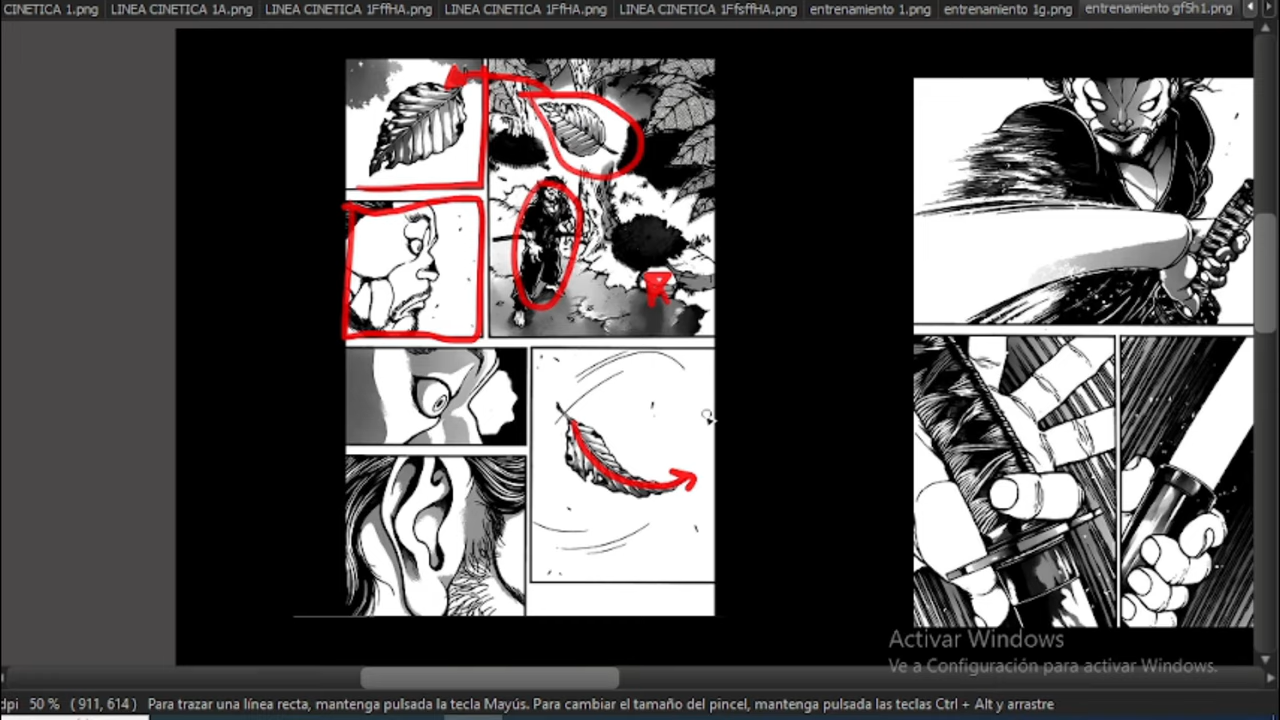 CINETICA 1.png LINEA CINETICA 1A.png LINEA CINETICA 1FffHA.png LINEA CINETICA 1FfHA.png LINEA CINETICA 1FfsffHA.png entrenamiento 1.png entrenamiento 1g.png entrenamiento gf5h1.png
Activar Windows
Ve a Configuración para activar Windows.
dpi 50 % ( 911, 614 ) Para trazar una línea recta, mantenga pulsada la tecla Mayús. Para cambiar el tamaño del pincel, mantenga pulsadas las teclas Ctrl + Alt y arrastre